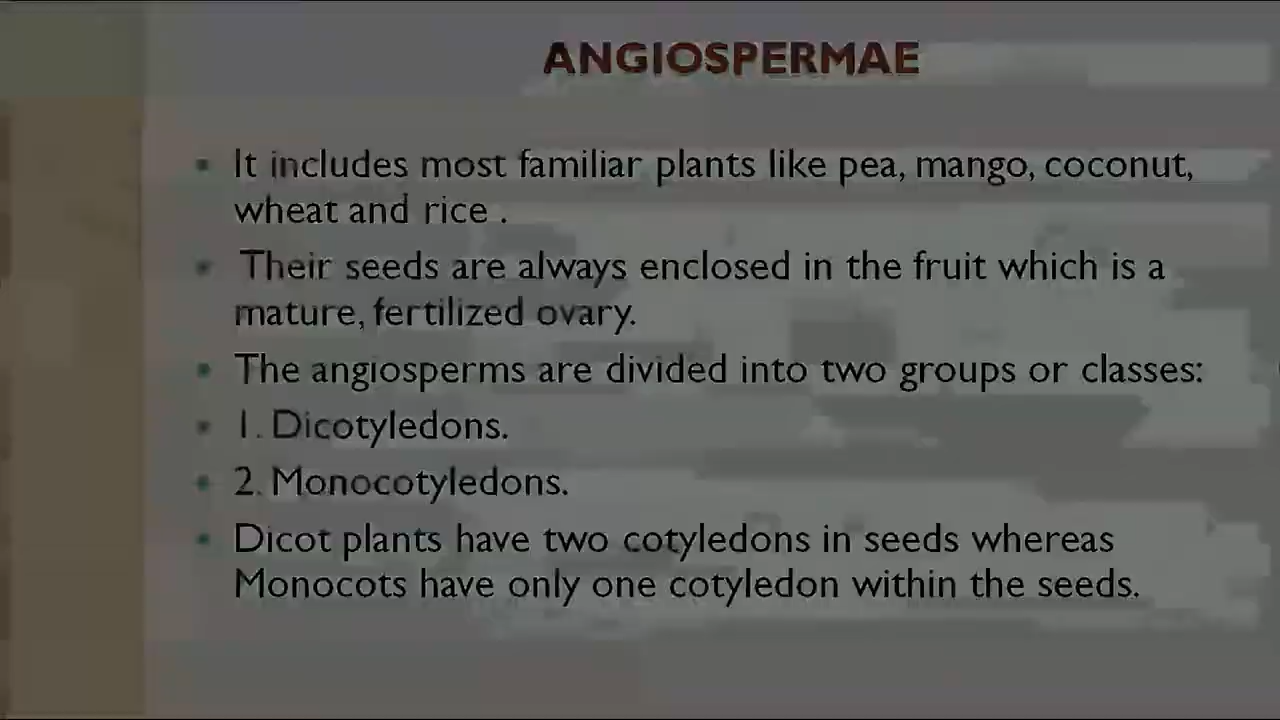 ANGIOSPERMAE
▪ It includes most familiar plants like pea, mango, coconut,
wheat and rice .
▪ Their seeds are always enclosed in the fruit which is a
mature, fertilized ovary.
▪ The angiosperms are divided into two groups or classes:
▪ 1. Dicotyledons.
▪ 2. Monocotyledons.
▪ Dicot plants have two cotyledons in seeds whereas
Monocots have only one cotyledon within the seeds.